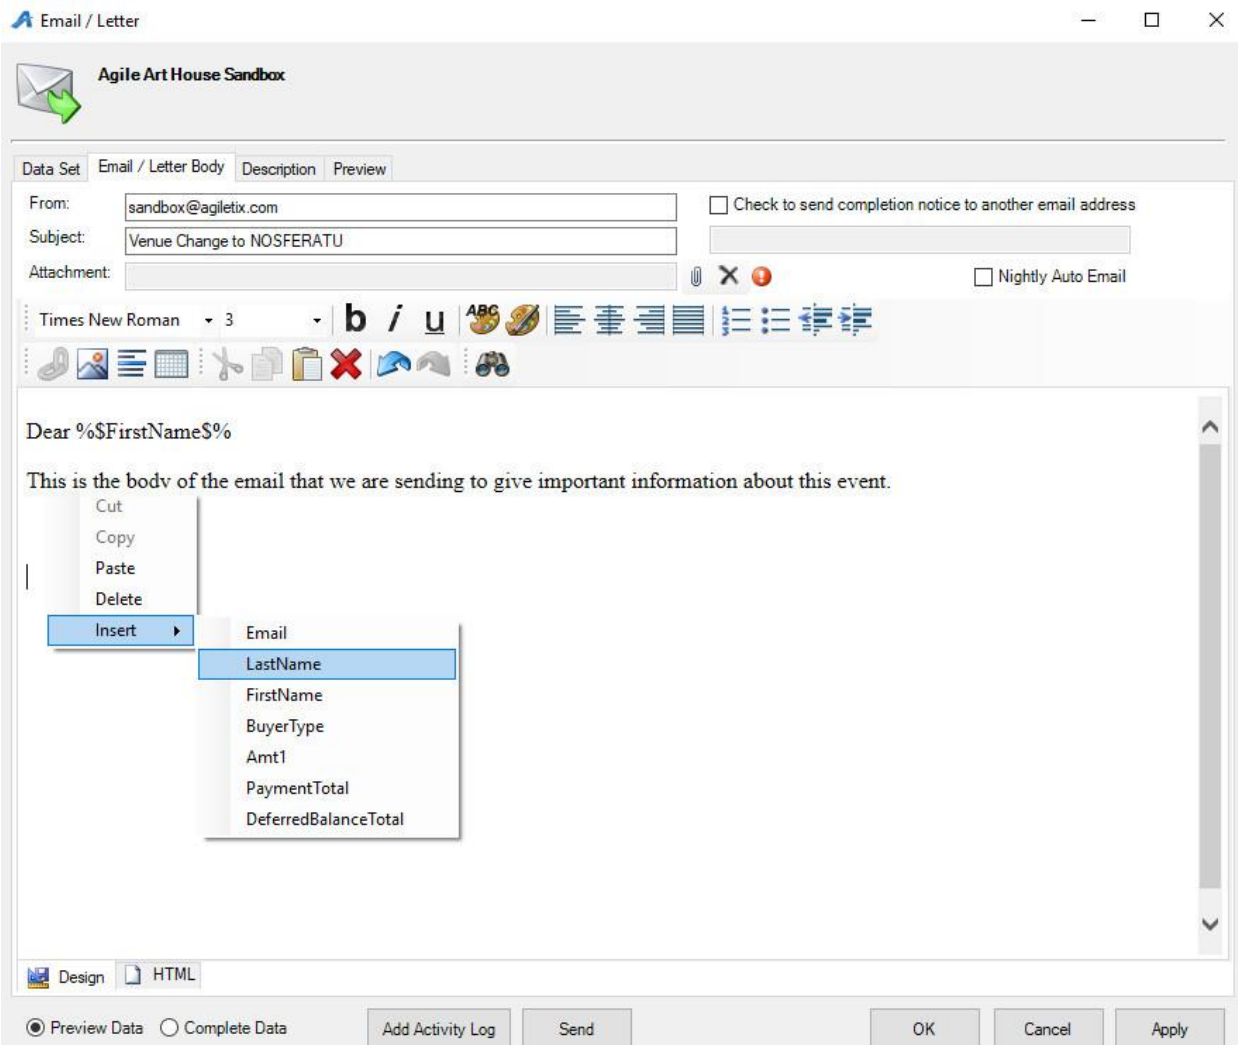 Email / Letter
Agile Art House Sandbox
Data Set Email / Letter Body Description Preview
From: sandbox@agiletix.com Check to send completion notice to another email address
Subject: Venue Change to NOSFERATU
Attachment: Nightly Auto Email
Times New Roman 3 b i u ABC
Dear %$FirstName$%
This is the body of the email that we are sending to give important information about this event.
Cut
Copy
Paste
Delete
Insert
Email
LastName
FirstName
BuyerType
Amt1
PaymentTotal
DeferredBalanceTotal
Design HTML
Preview Data Complete Data Add Activity Log Send OK Cancel Apply